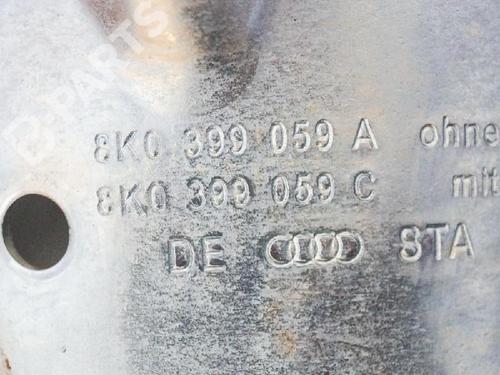 B-PARTS
8K0 399 059 A ohne
8K0 399 059 C mit
DE STA